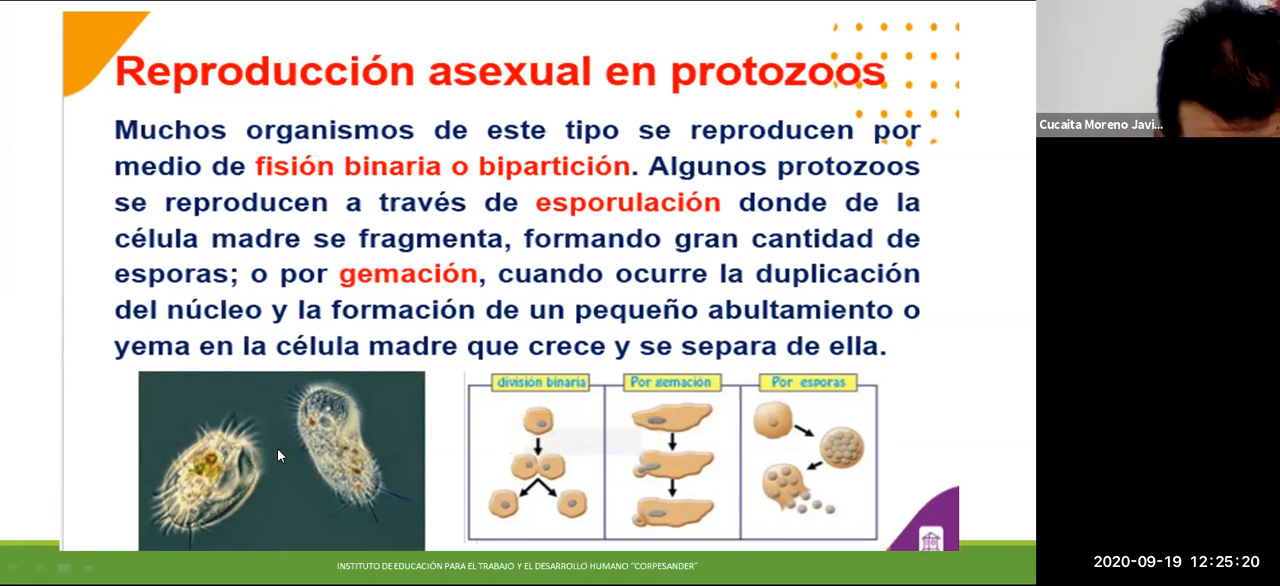 Reproducción asexual en protozoos
Muchos organismos de este tipo se reproducen por
medio de fisión binaria o bipartición. Algunos protozoos
se reproducen a través de esporulación donde de la
célula madre se fragmenta, formando gran cantidad de
esporas; o por gemación, cuando ocurre la duplicación
del núcleo y la formación de un pequeño abultamiento o
yema en la célula madre que crece y se separa de ella.
división binaria
Por gemación
Por esporas
INSTITUTO DE EDUCACIÓN PARA EL TRABAJO Y EL DESARROLLO HUMANO "CORPESANDER"
Cucaita Moreno Javi...
2020-09-19 12:25:20